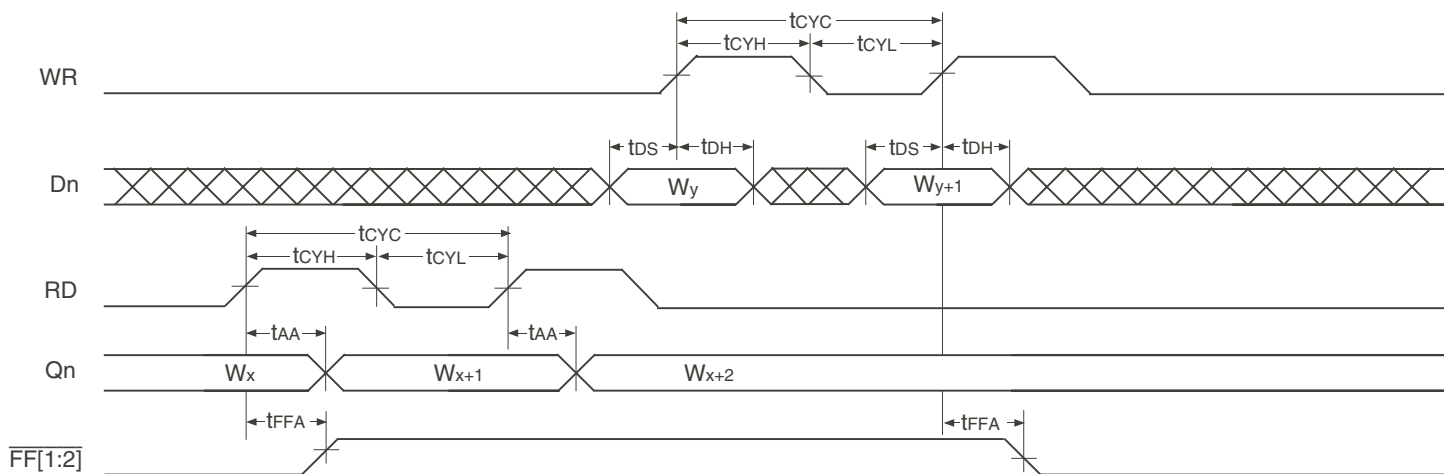 tCYC
tCYH tCYL
WR
tDS tDH tDS tDH
Dn Wy Wy+1
tCYC
tCYH tCYL
RD
tAA tAA
Qn Wx Wx+1 Wx+2
tFFA tFFA
FF[1:2]